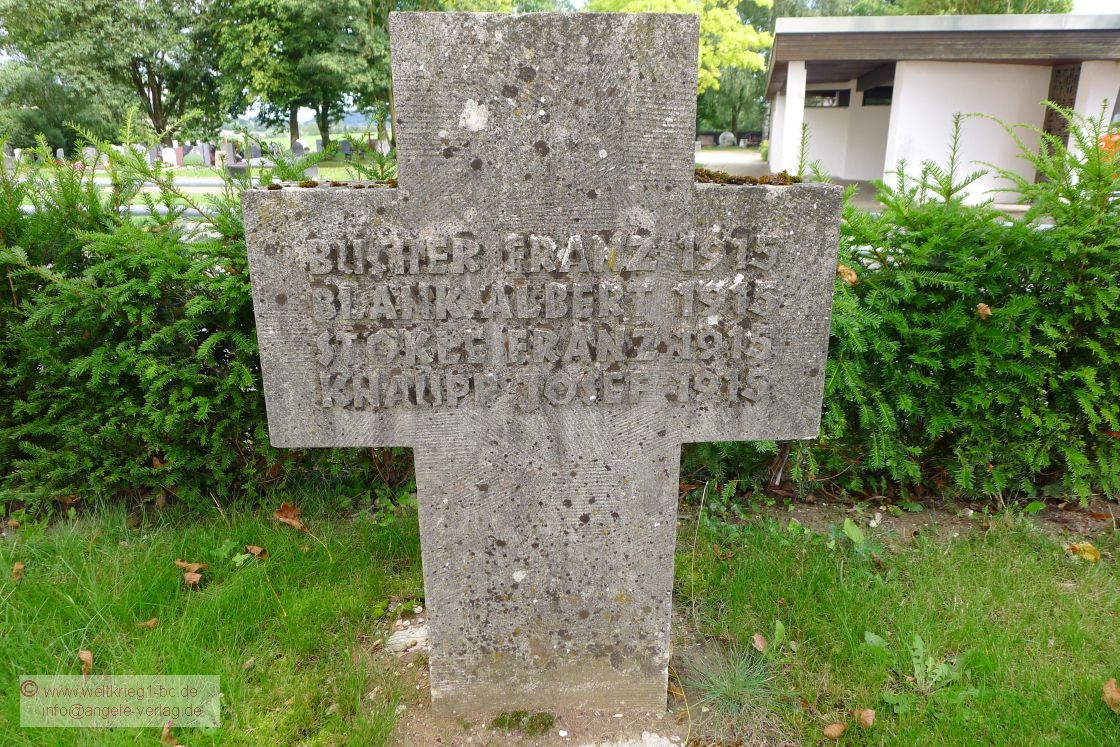 BUCHER FRANZ 1915
BLANK ALBERT 1915
FRANZ 1915
KNAUPP JOSEF 1915
© www.weltkrieg1-bc.de
info@angele-verlag.de